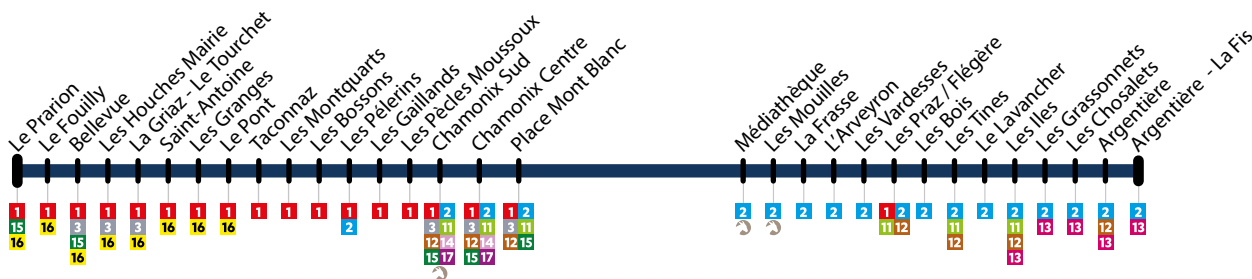 Le Prarion
Le Fouilly
Bellevue
Les Houches Mairie
La Griaz - Le Tourchet
Saint-Antoine
Les Granges
Le Pont
Taconnaz
Les Montquarts
Les Bossons
Les Pélerins
Les Gaillands
Les Pècles Moussoux
Chamonix Sud
Chamonix Centre
Place Mont Blanc
Médiathèque
Les Mouilles
La Frasse
L'Arveyron
Les Vardesses
Les Praz / Flégère
Les Bois
Les Tines
Le Lavancher
Les Iles
Les Grassonnets
Les Chosalets
Argentière
Argentière - La Fis
1 1 1 1 1 1 1 1 1 1 1 1 1 1 1 2 1 2 1 2 2 2 2 2 2 1 2 2 2 2 2 2 2 2 2
15 16 3 3 3 16 16 16 2 3 11 3 11 3 11 11 12 11 11 13 13 12 13
16 15 16 16 12 14 12 14 12 15 12 12 13
16 15 17 15 17 13